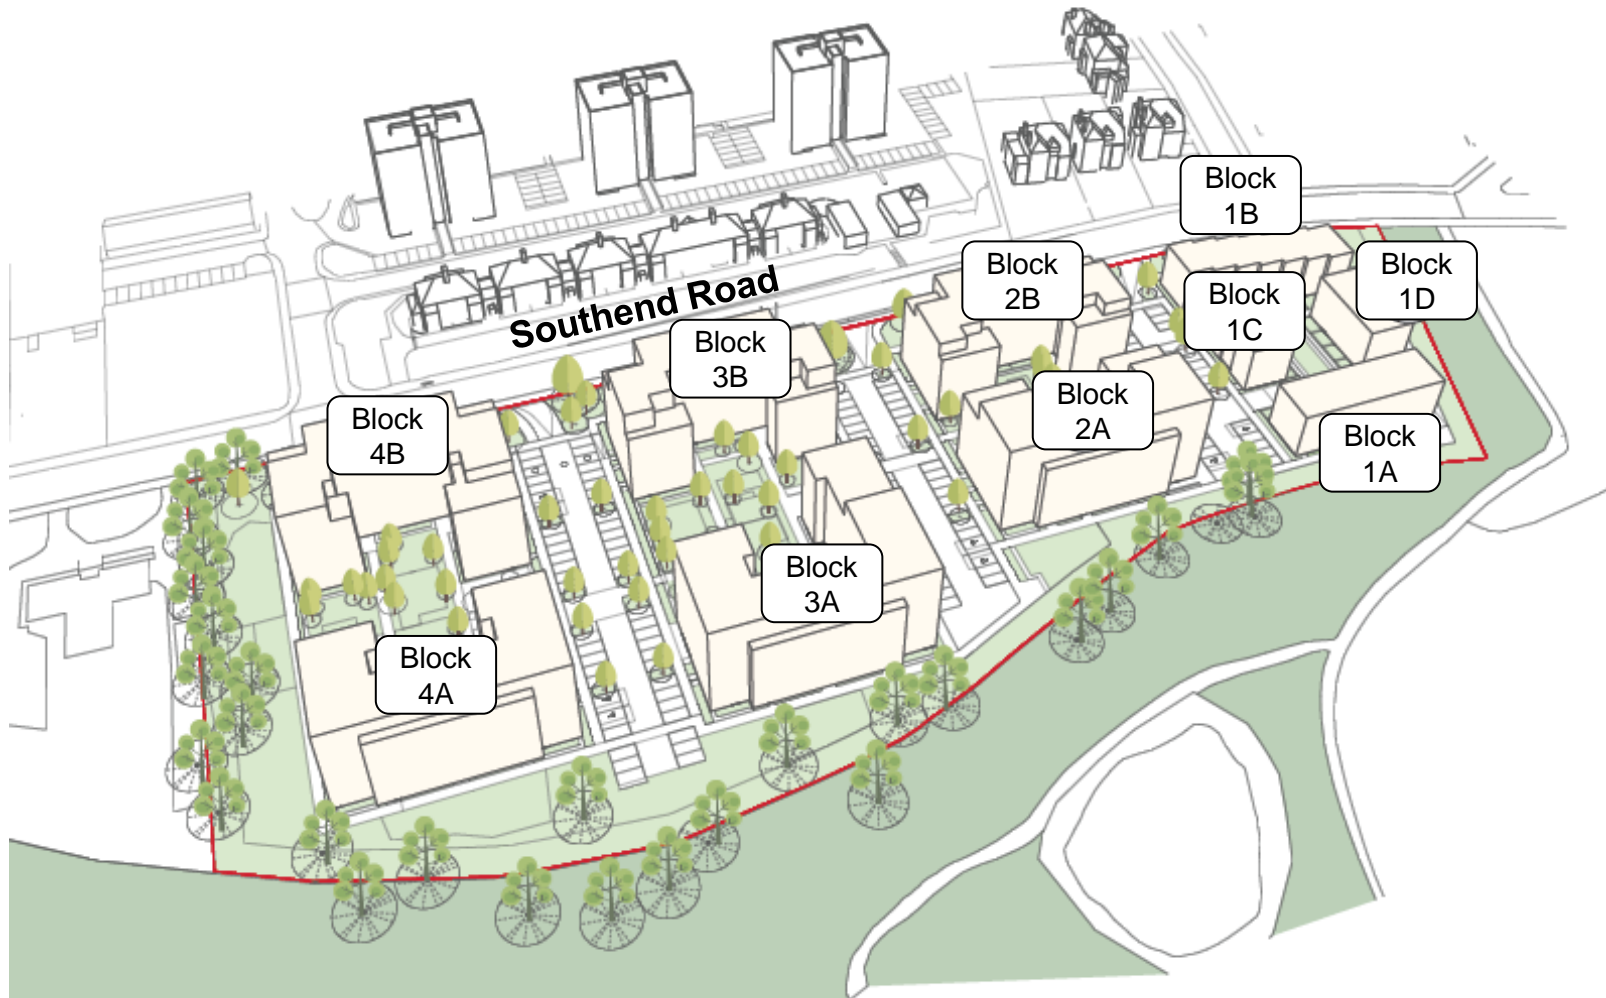 Block
1B
Block
2B
Block
1D
Block
1C
Southend Road
Block
3B
Block
2A
Block
4B
Block
1A
Block
3A
Block
4A